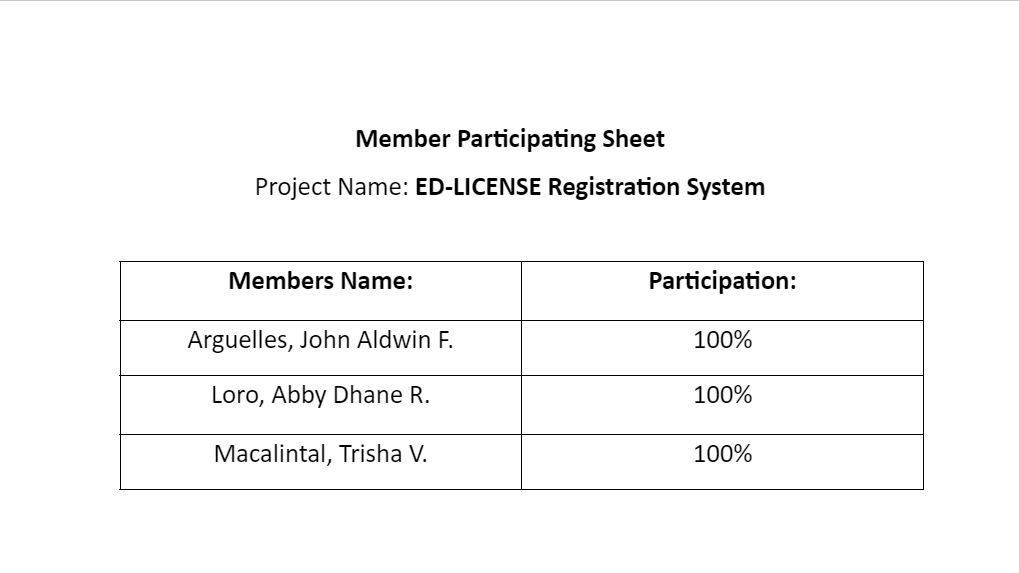 Member Participating Sheet
Project Name: ED-LICENSE Registration System
Members Name: Participation:
Arguelles, John Aldwin F. 100%
Loro, Abby Dhane R. 100%
Macalintal, Trisha V. 100%